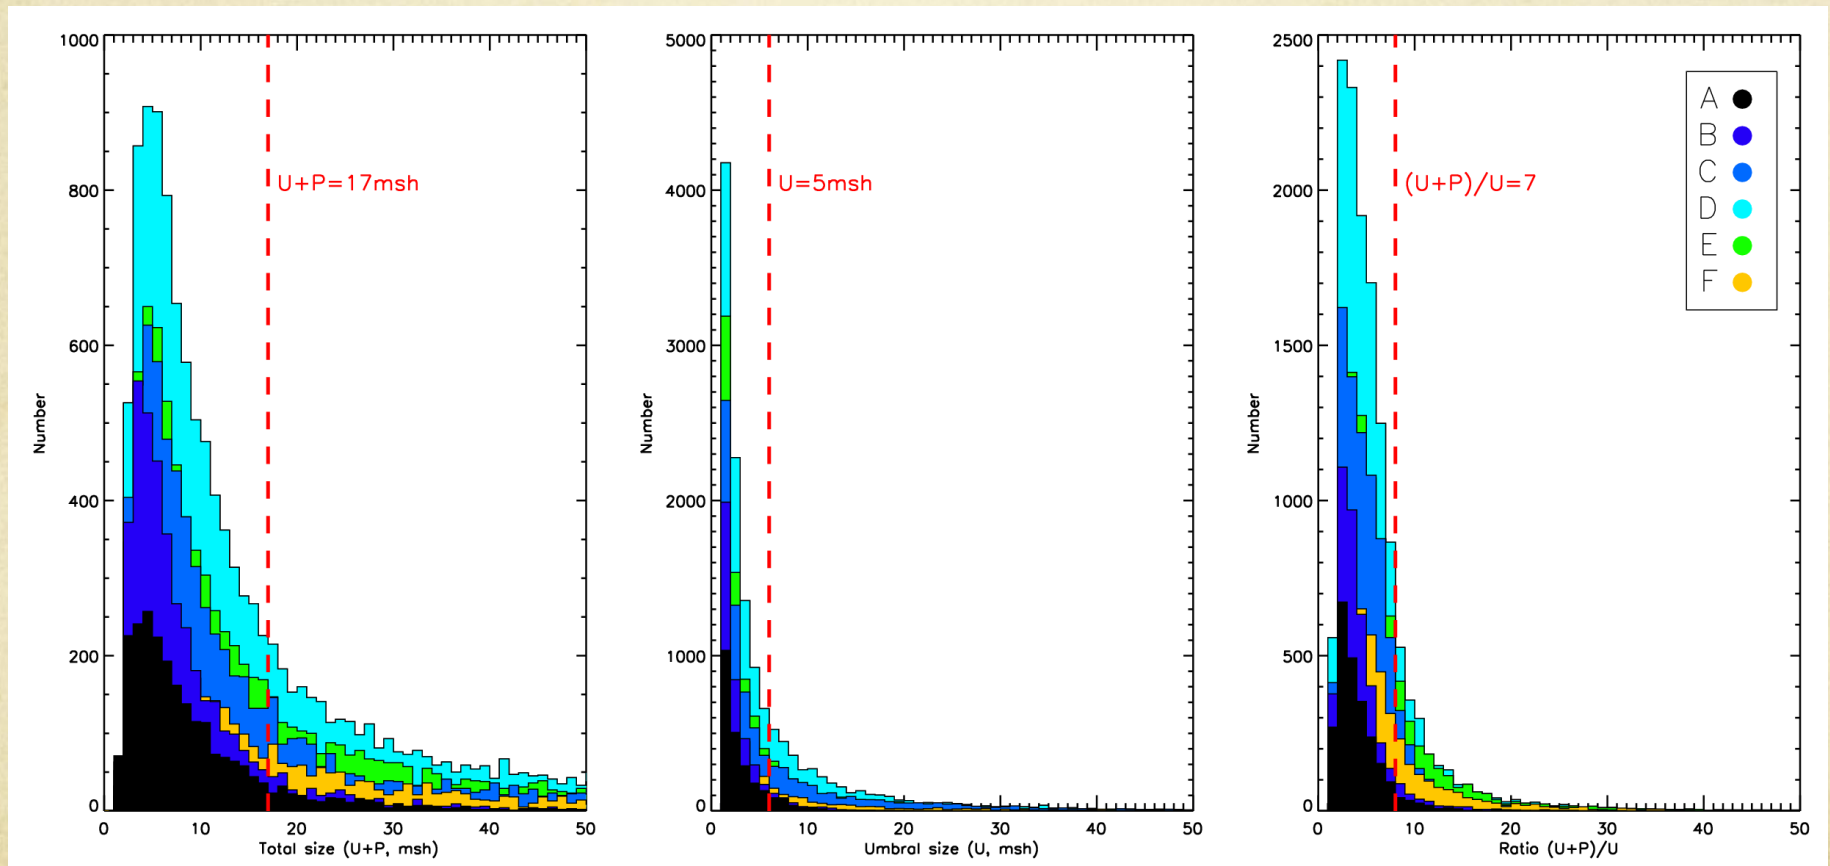 1000
800
600
400
200
0
Number
U+P=17msh
0 10 20 30 40 50
Total size (U+P, msh)
5000
4000
3000
2000
1000
0
Number
U=5msh
0 10 20 30 40 50
Umbral size (U, msh)
2500
2000
1500
1000
500
0
Number
(U+P)/U=7
A
B
C
D
E
F
0 10 20 30 40 50
Ratio (U+P)/U